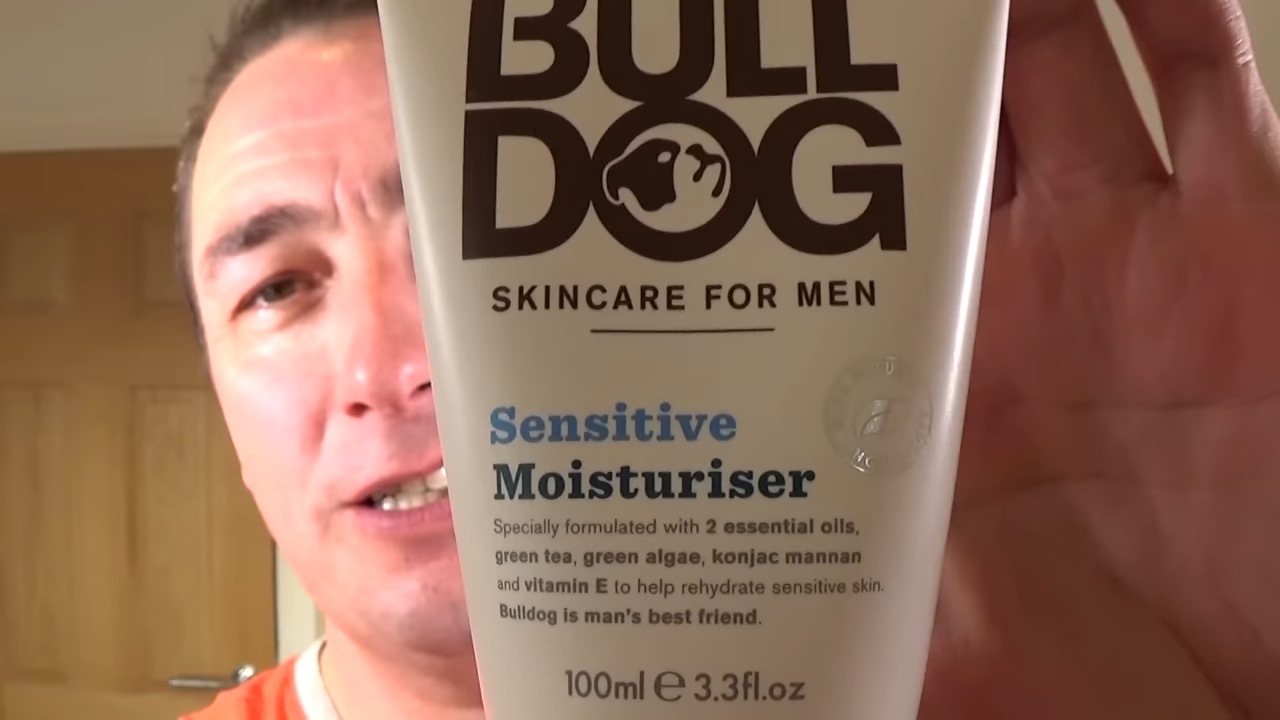 BULL
DOG
SKINCARE FOR MEN
Sensitive
Moisturiser
Specially formulated with 2 essential oils,
green tea, green algae, konjac mannan
and vitamin E to help rehydrate sensitive skin.
Bulldog is man's best friend.
100ml ℮ 3.3fl.oz